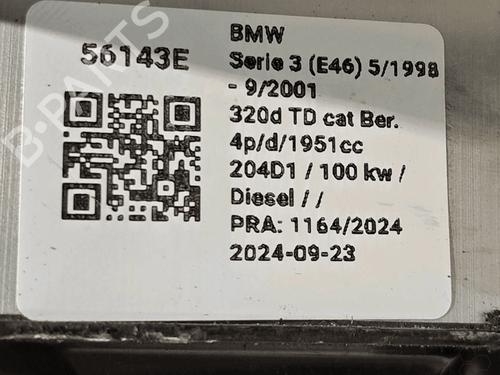 56143E
BMW
Serie 3 (E46) 5/1998
- 9/2001
320d TD cat Ber.
4p/d/1951cc
204D1 / 100 kw /
Diesel / /
PRA: 1164/2024
2024-09-23
B-PARTS